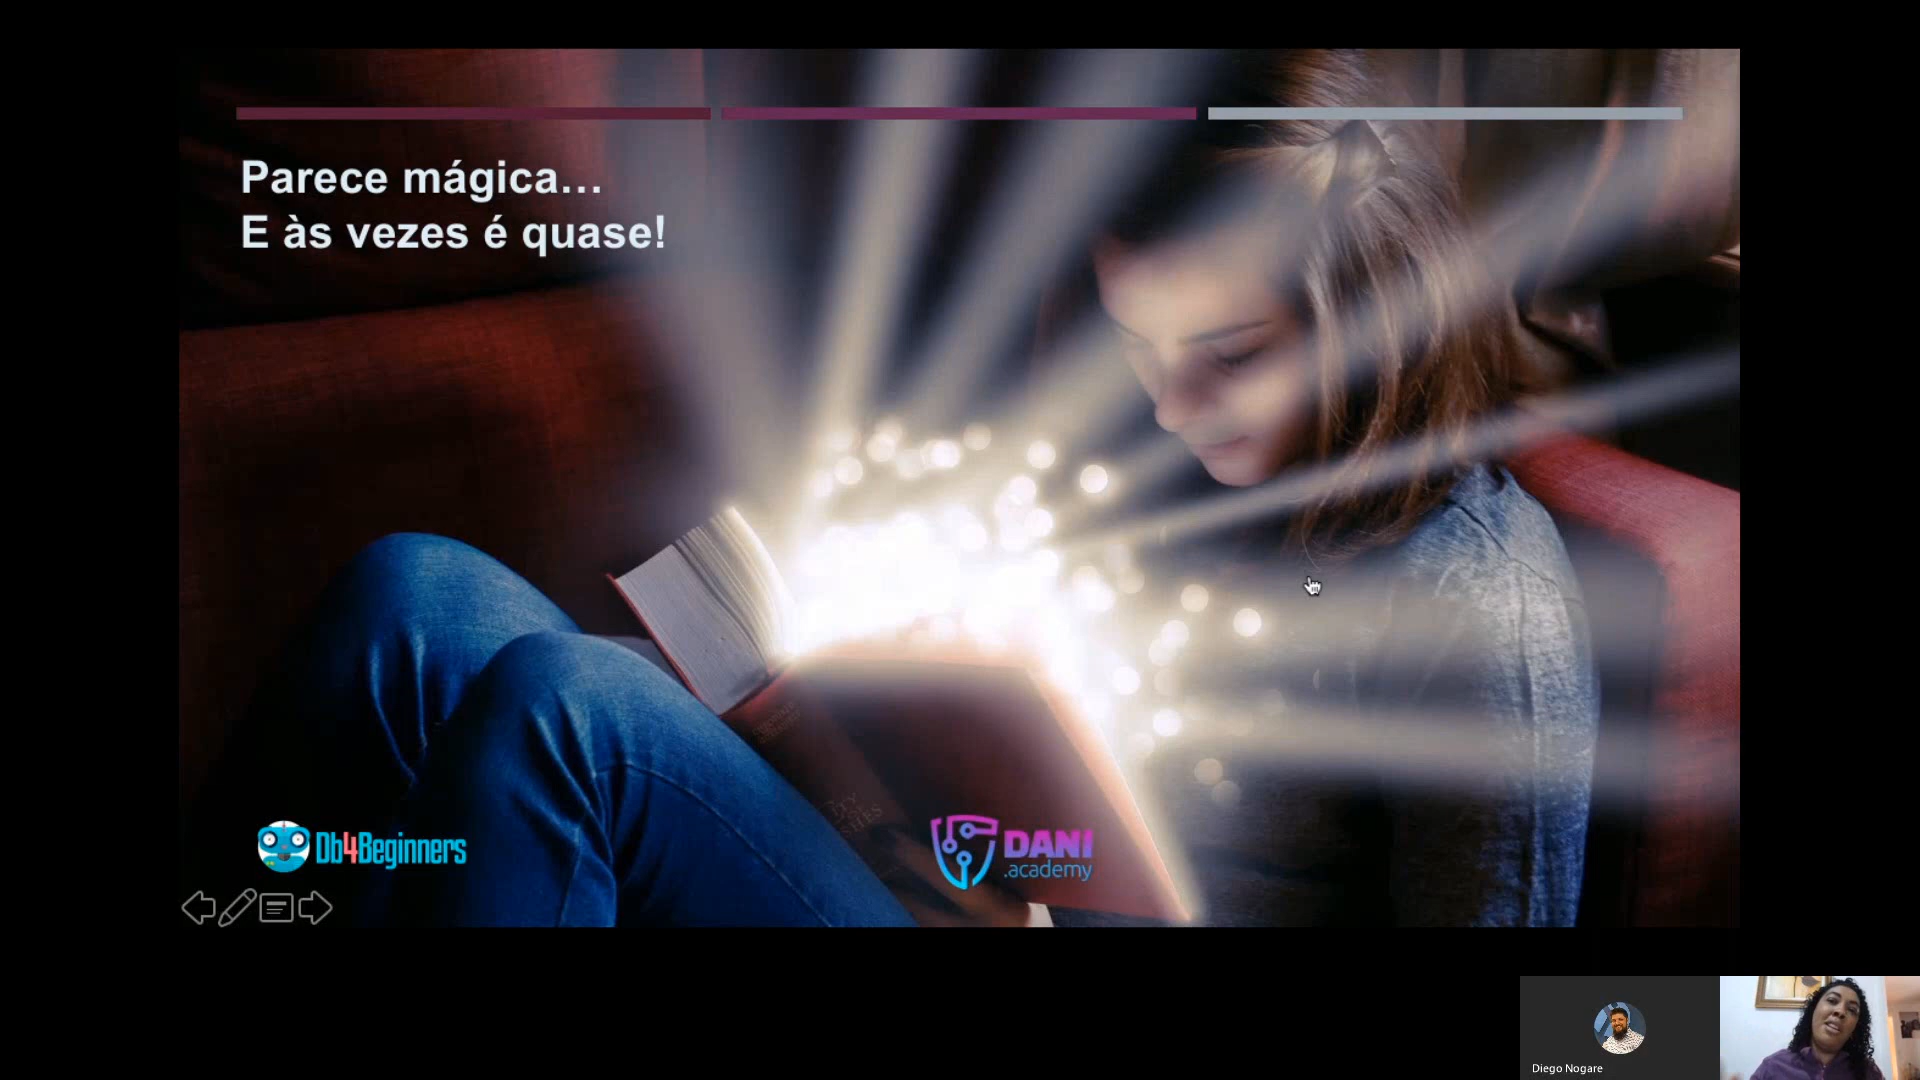 Parece mágica...
E às vezes é quase!
Db4Beginners
DANI
.academy
Diego Nogare